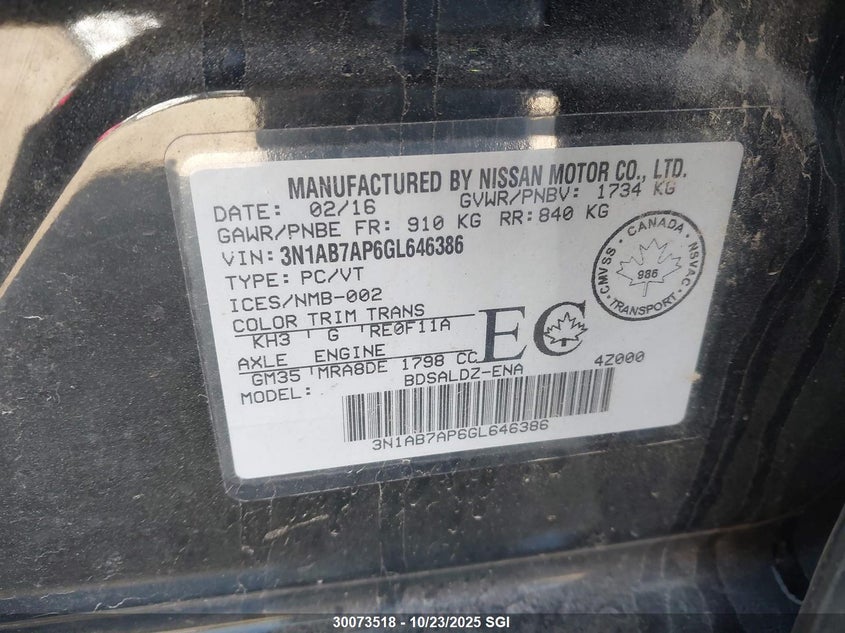 MANUFACTURED BY NISSAN MOTOR CO., LTD.
DATE: 02/16 GVWR/PNBV: 1734 KG
GAWR/PNBE FR: 910 KG RR: 840 KG
VIN: 3N1AB7AP6GL646386
TYPE: PC/VT
ICES/NMB-002
COLOR TRIM TRANS
KH3 G RE0F11A
AXLE ENGINE
GM35 MRA8DE 1798 CC
MODEL: BDSALDZ-ENA 4Z000
3N1AB7AP6GL646386
EC
CANADA
CMVSS NSVAC
986
TRANSPORT
30073518 - 10/23/2025 SGI